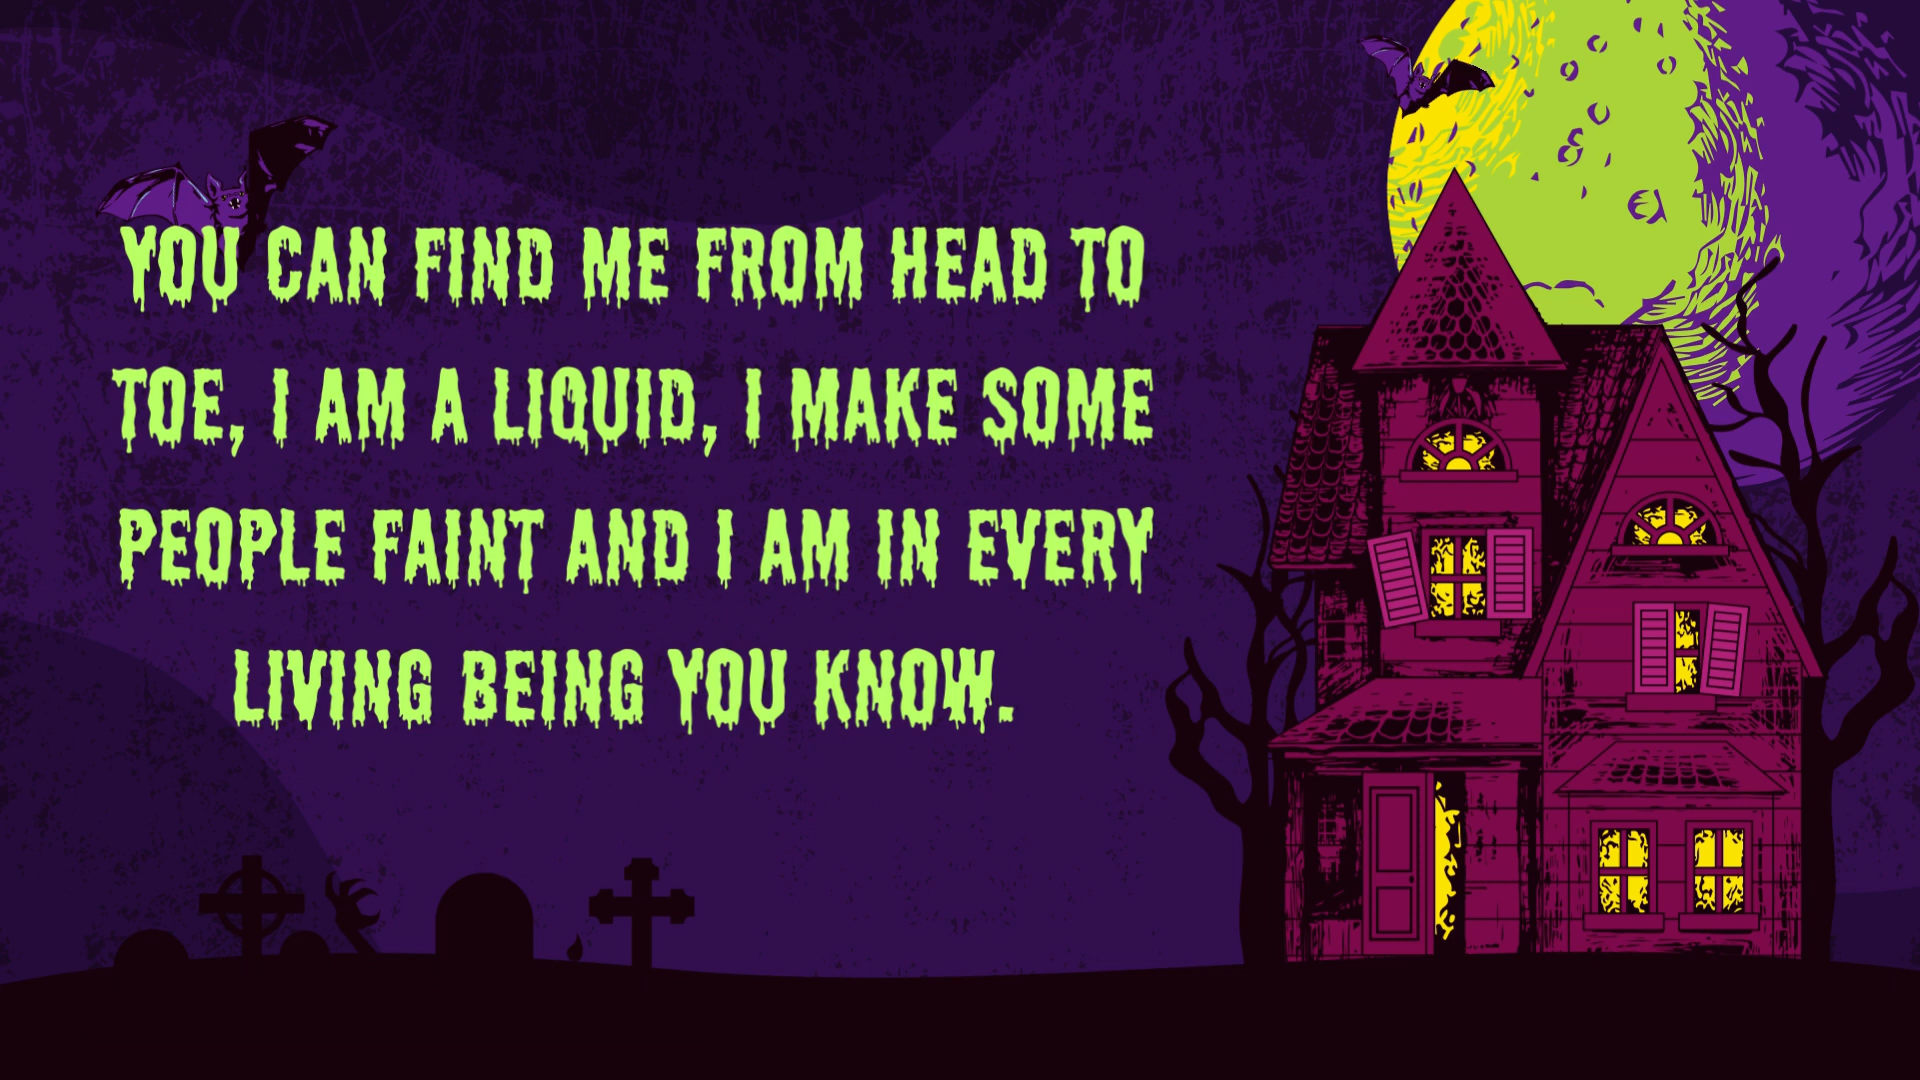 YOU CAN FIND ME FROM HEAD TO
TOE, I AM A LIQUID, I MAKE SOME
PEOPLE FAINT AND I AM IN EVERY
LIVING BEING YOU KNOW.